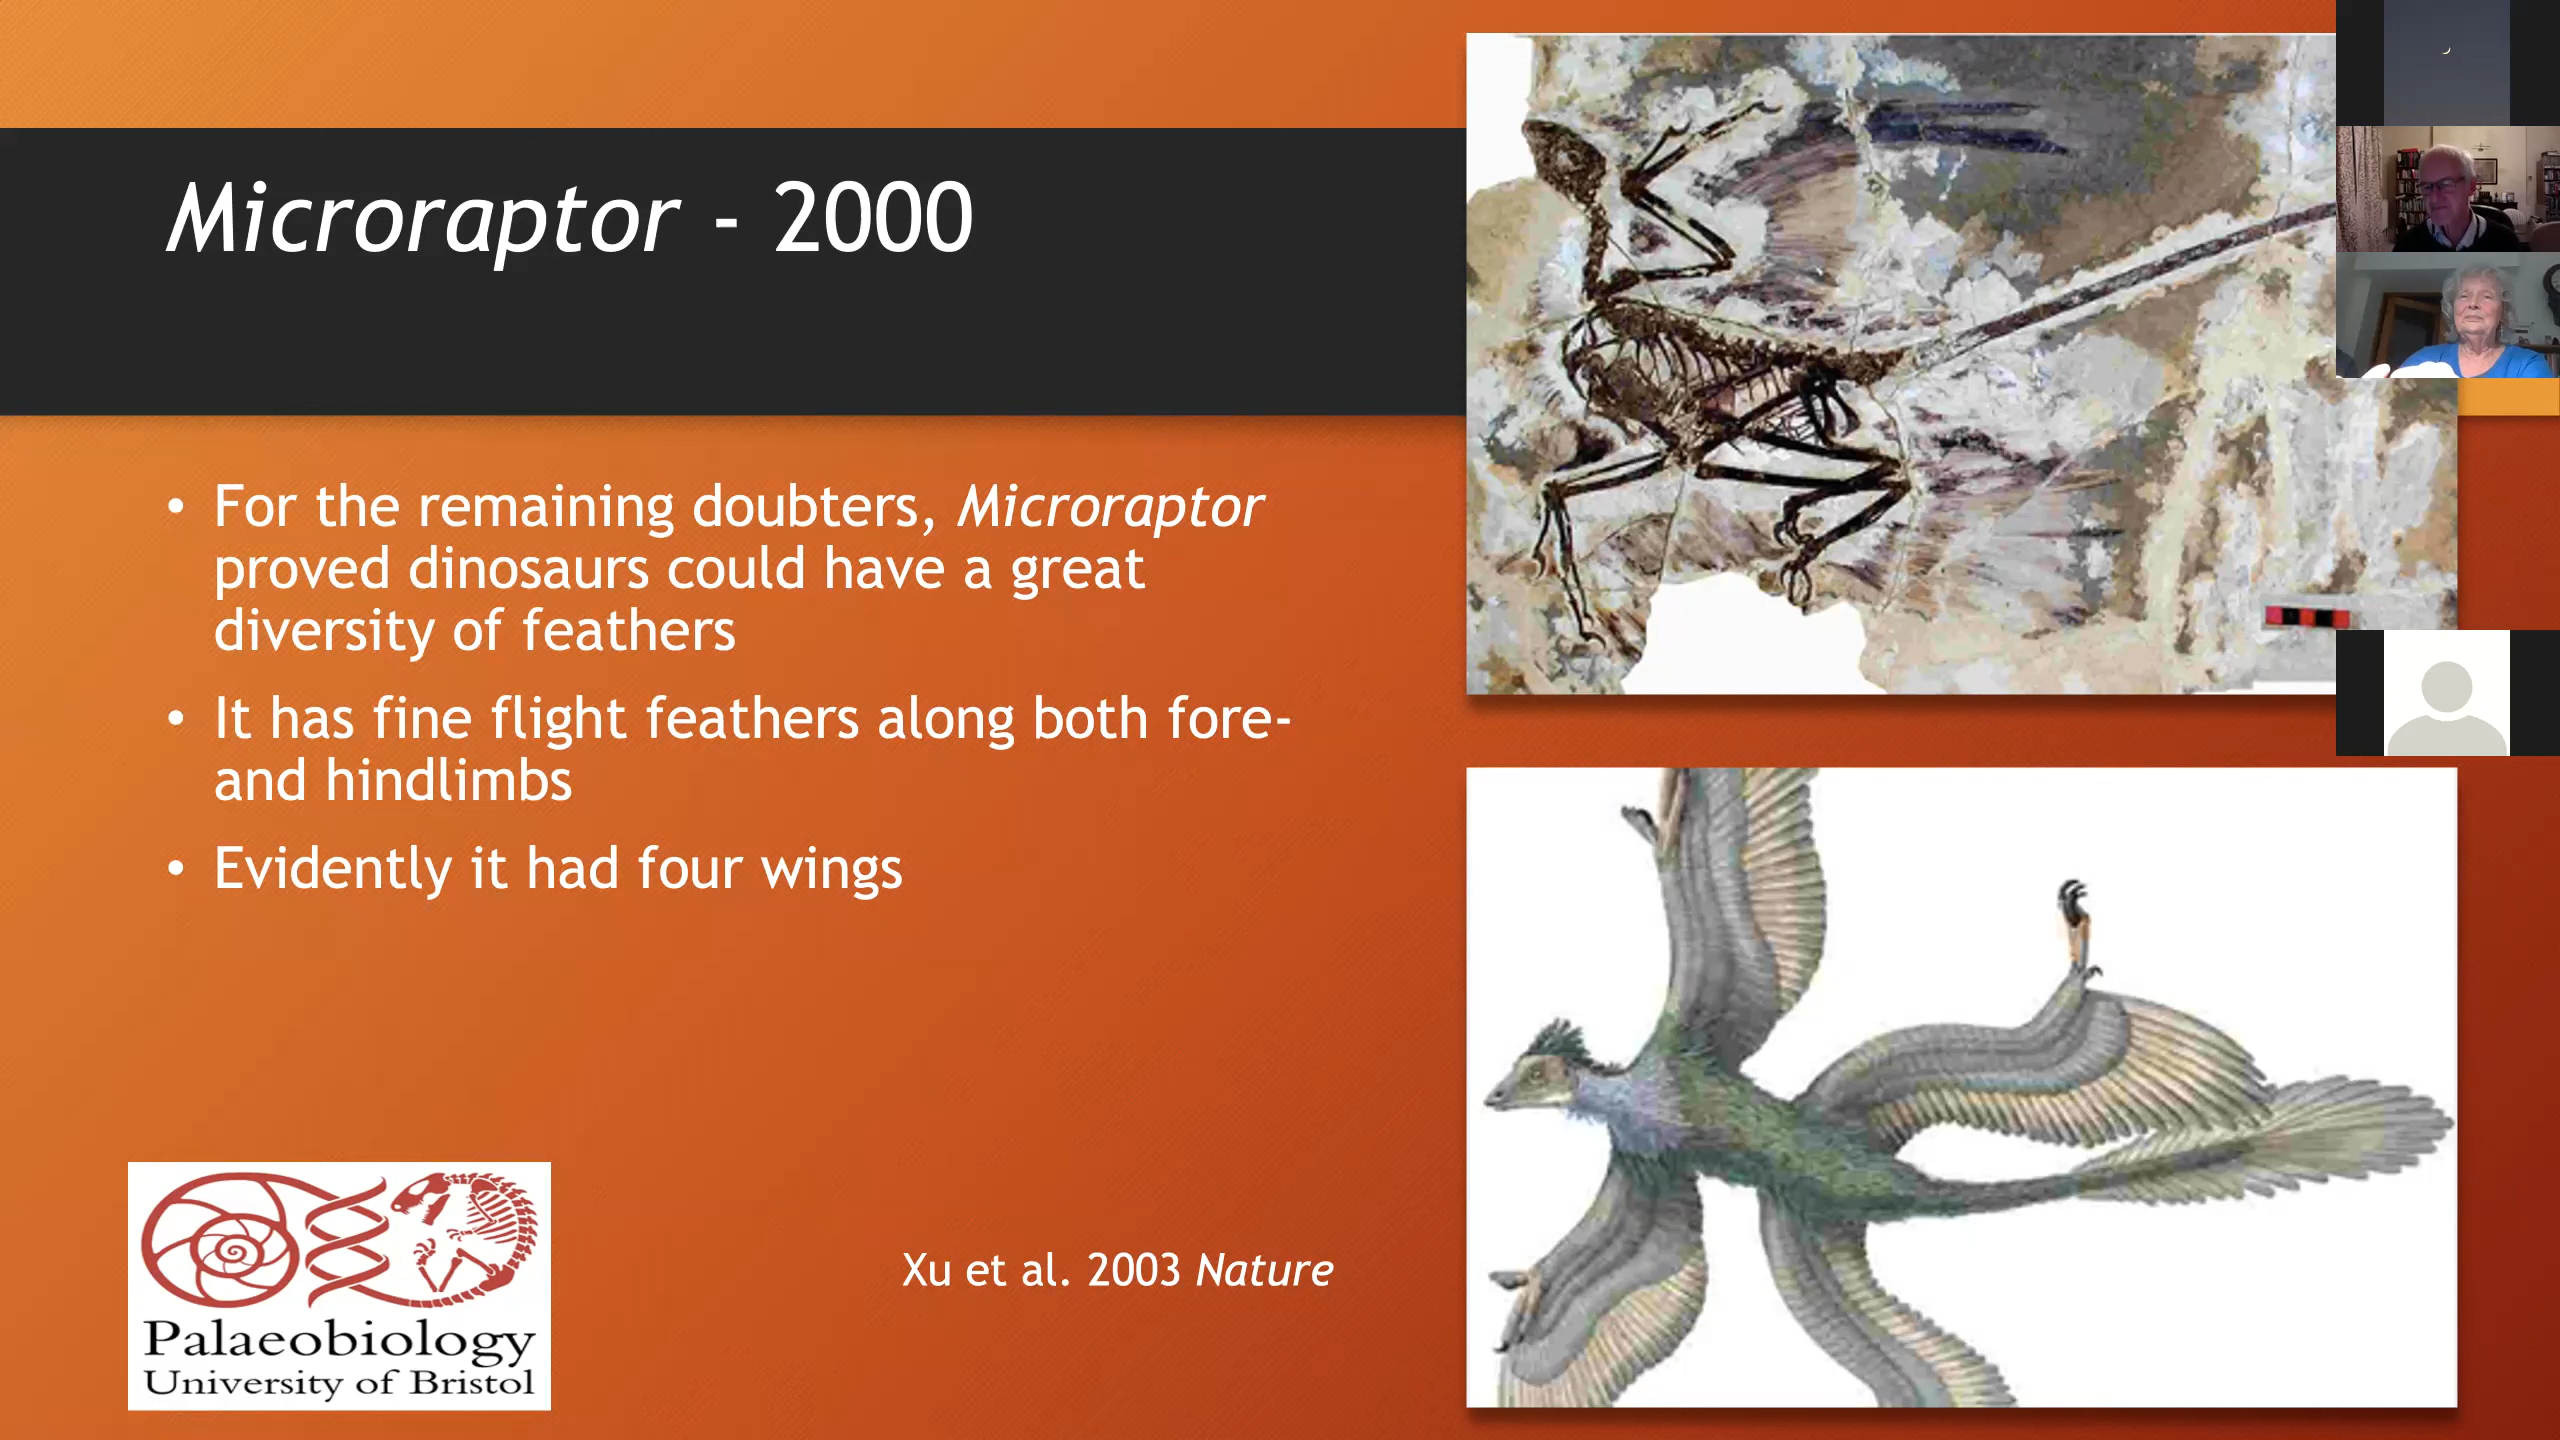 Microraptor - 2000
• For the remaining doubters, Microraptor
proved dinosaurs could have a great
diversity of feathers
• It has fine flight feathers along both fore-
and hindlimbs
• Evidently it had four wings
Xu et al. 2003 Nature
Palaeobiology
University of Bristol